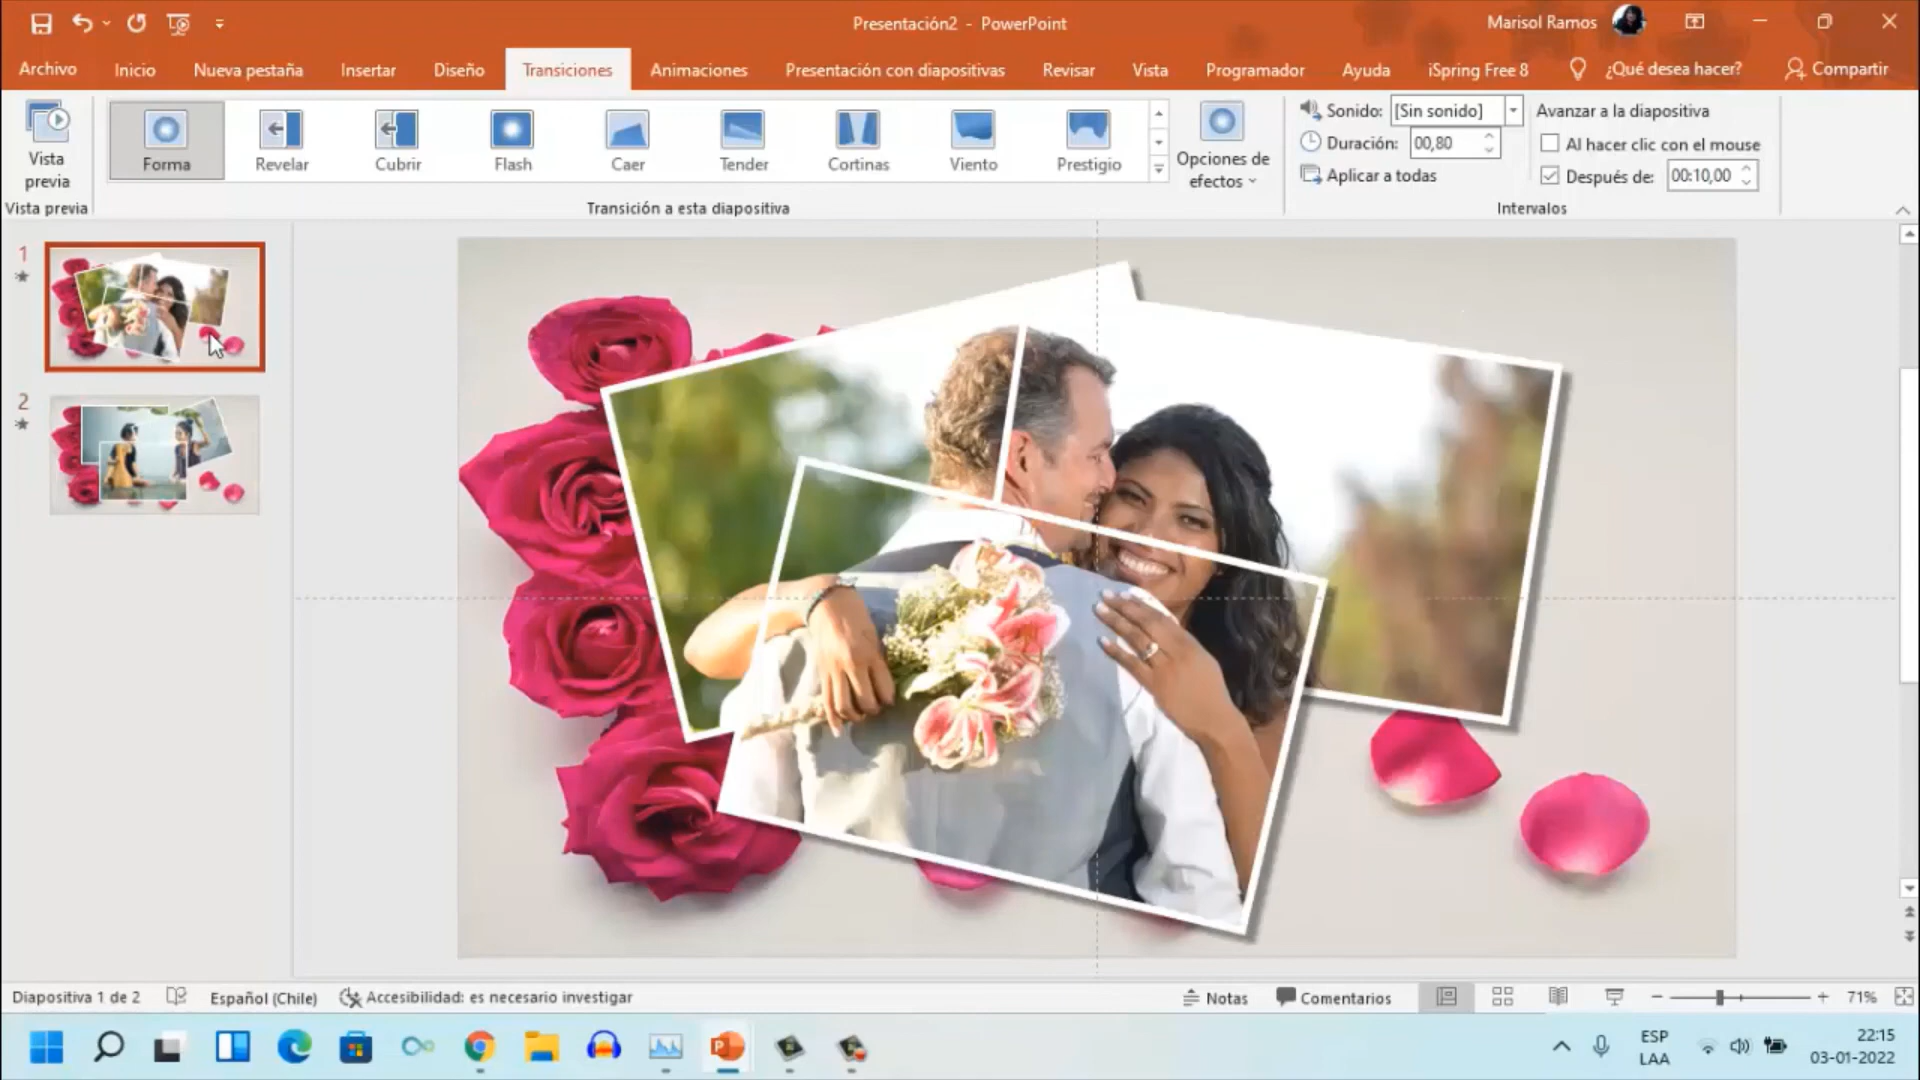 Presentación2 - PowerPoint
Marisol Ramos
Archivo Inicio Nueva pestaña Insertar Diseño Transiciones Animaciones Presentación con diapositivas Revisar Vista Programador Ayuda iSpring Free 8 ¿Qué desea hacer? Compartir
Vista previa
Forma Revelar Cubrir Flash Caer Tender Cortinas Viento Prestigio
Opciones de efectos
Sonido: [Sin sonido]
Duración: 00,80
Aplicar a todas
Avanzar a la diapositiva
Al hacer clic con el mouse
Después de: 00:10,00
Vista previa
Transición a esta diapositiva
Intervalos
1
2
Diapositiva 1 de 2 Español (Chile) Accesibilidad: es necesario investigar Notas Comentarios 71%
ESP
LAA
22:15
03-01-2022